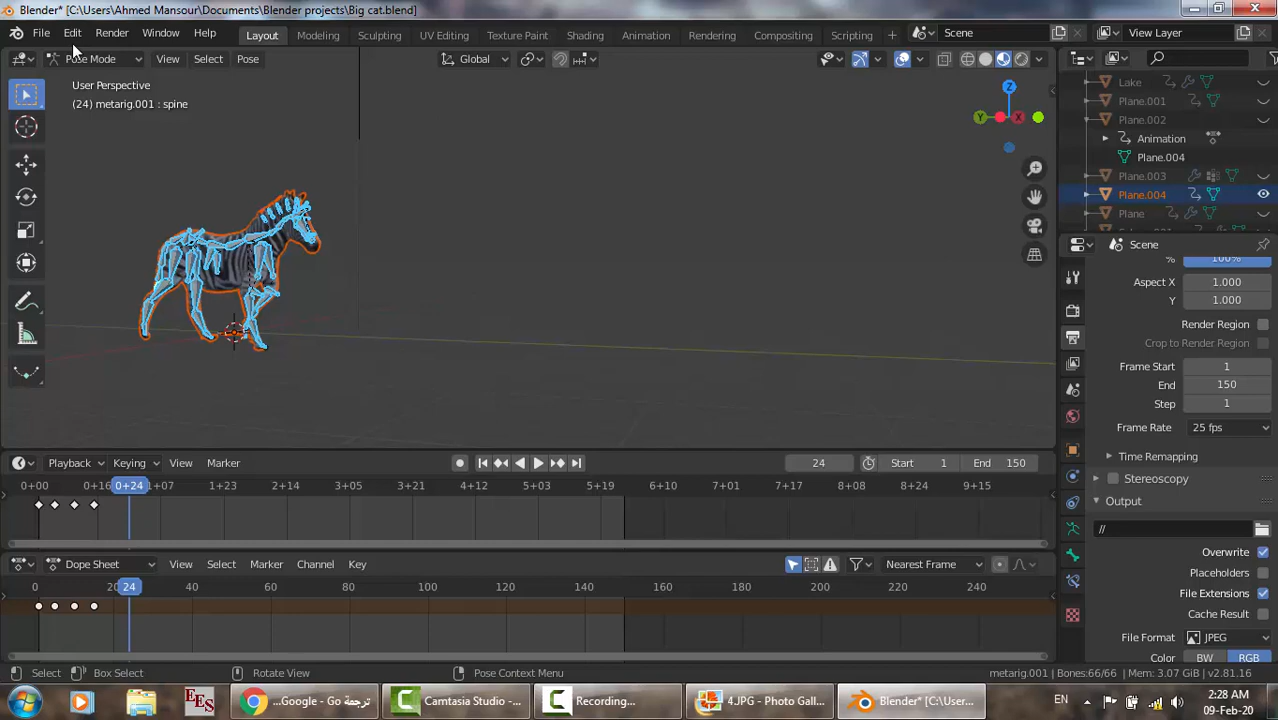 Blender* [C:\Users\Ahmed Mansour\Documents\Blender projects\Big cat.blend]
File Edit Render Window Help Layout Modeling Sculpting UV Editing Texture Paint Shading Animation Rendering Compositing Scripting + Scene View Layer
Pose Mode View Select Pose Global
User Perspective
(24) metarig.001 : spine
Z
Y X
Lake
Plane.001
Plane.002
Animation
Plane.004
Plane.003
Plane.004
Plane
Scene
% 100%
Aspect X 1.000
Y 1.000
Render Region
Crop to Render Region
Frame Start 1
End 150
Step 1
Frame Rate 25 fps
Time Remapping
Stereoscopy
Output
//
Overwrite
Placeholders
File Extensions
Cache Result
File Format JPEG
Color BW RGB
Playback Keying View Marker 24 Start 1 End 150
0+00 0+16 0+24 1+07 1+23 2+14 3+05 3+21 4+12 5+03 5+19 6+10 7+01 7+17 8+08 8+24 9+15
Dope Sheet View Select Marker Channel Key Nearest Frame
0 20 24 40 60 80 100 120 140 160 180 200 220 240
Select Box Select Rotate View Pose Context Menu metarig.001 | Bones:66/66 | Mem: 3.07 GiB | v2.81.16
EES ...Google - Go ترجمة Camtasia Studio -... Recording... 4.JPG - Photo Gall... Blender* [C:\User... EN 2:28 AM
09-Feb-20